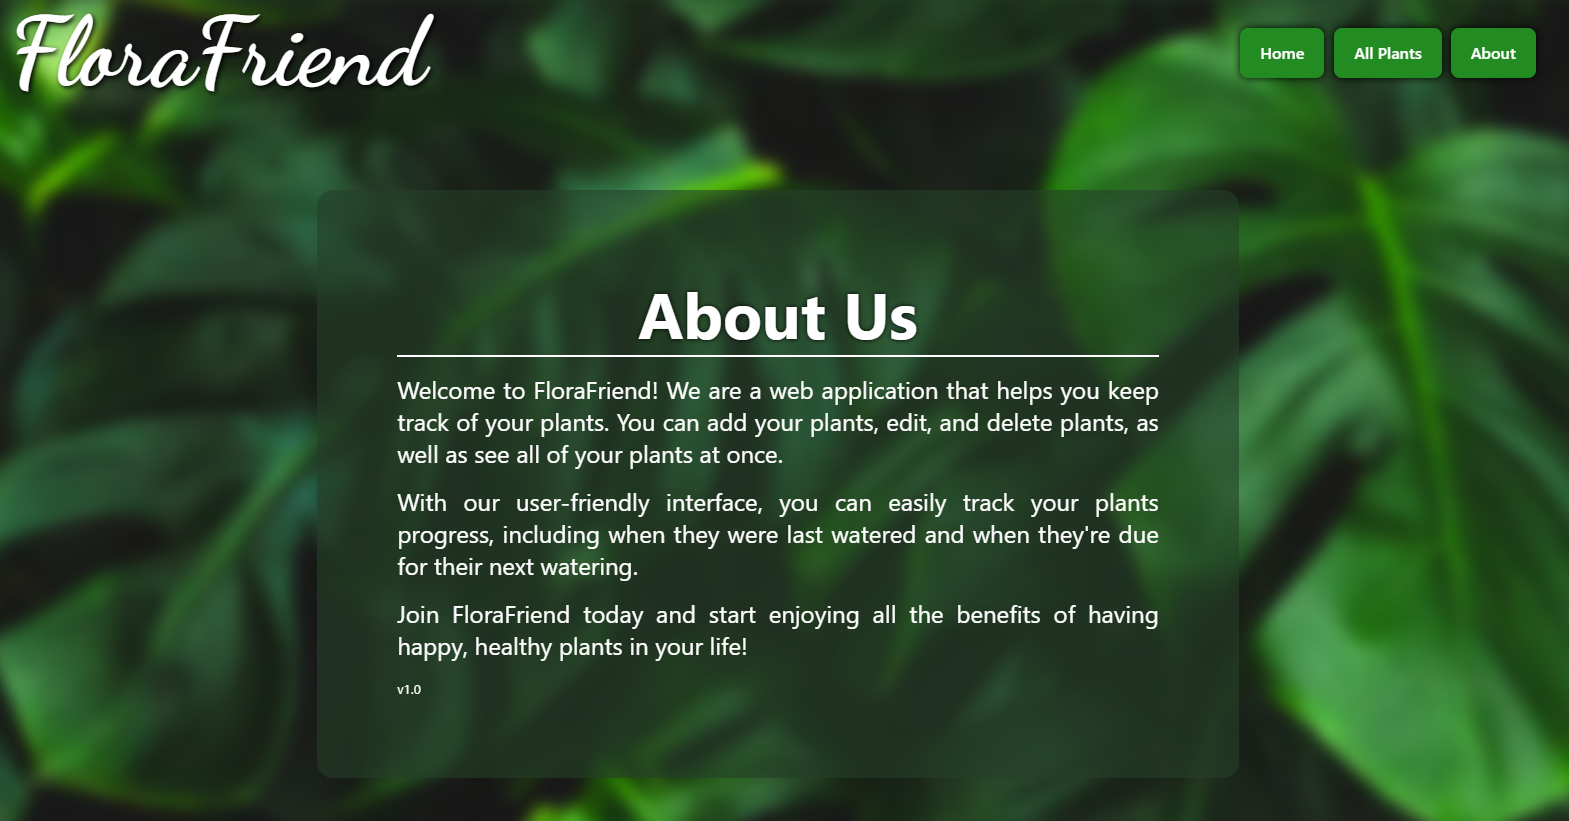 FloraFriend
Home
All Plants
About
About Us
Welcome to FloraFriend! We are a web application that helps you keep
track of your plants. You can add your plants, edit, and delete plants, as
well as see all of your plants at once.
With our user-friendly interface, you can easily track your plants
progress, including when they were last watered and when they're due
for their next watering.
Join FloraFriend today and start enjoying all the benefits of having
happy, healthy plants in your life!
v1.0